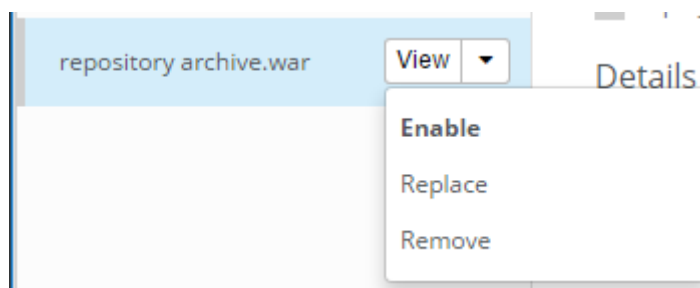 repository archive.war
View
Details
Enable
Replace
Remove